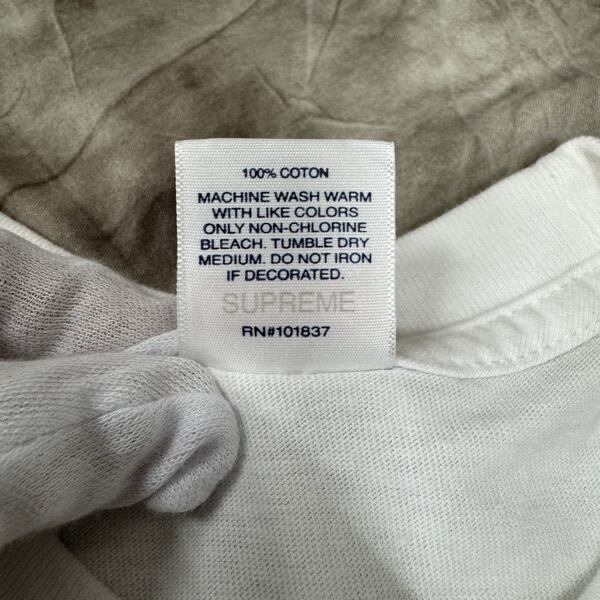 100% COTON
MACHINE WASH WARM
WITH LIKE COLORS
ONLY NON-CHLORINE
BLEACH. TUMBLE DRY
MEDIUM. DO NOT IRON
IF DECORATED.
SUPREME
RN#101837